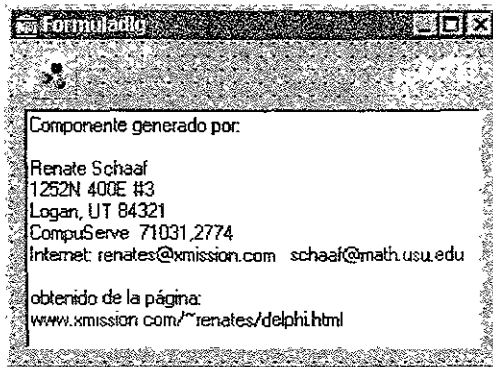 Formuladlg
Componente generado por:
Renate Schaaf
1252N 400E #3
Logan, UT 84321
CompuServe 71031,2774
Internet: renates@xmission.com schaaf@math.usu.edu
obtenido de la página:
www.xmission.com/~renates/delphi.html